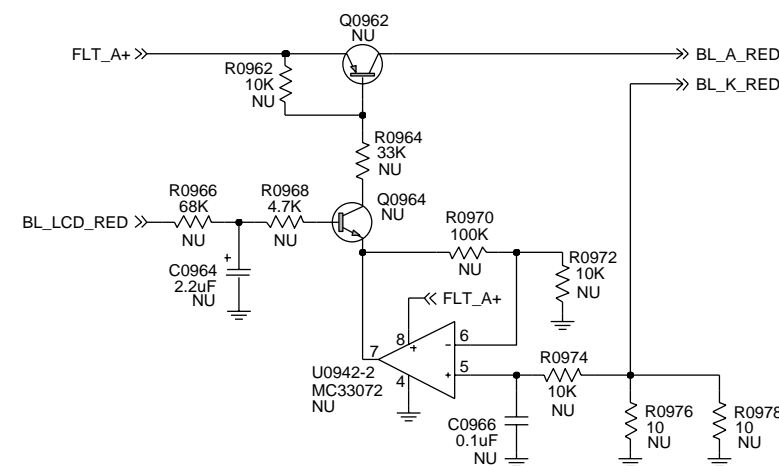 Q0962
NU
FLT_A+
BL_A_RED
R0962
10K
NU
BL_K_RED
R0964
33K
NU
R0966
68K
NU
R0968
4.7K
NU
Q0964
NU
BL_LCD_RED
R0970
100K
NU
C0964
+
2.2uF
NU
R0972
10K
NU
FLT_A+
8
+
7
6
-
5
+
4
U0942-2
MC33072
NU
R0974
10K
NU
C0966
0.1uF
NU
R0976
10
NU
R0978
10
NU